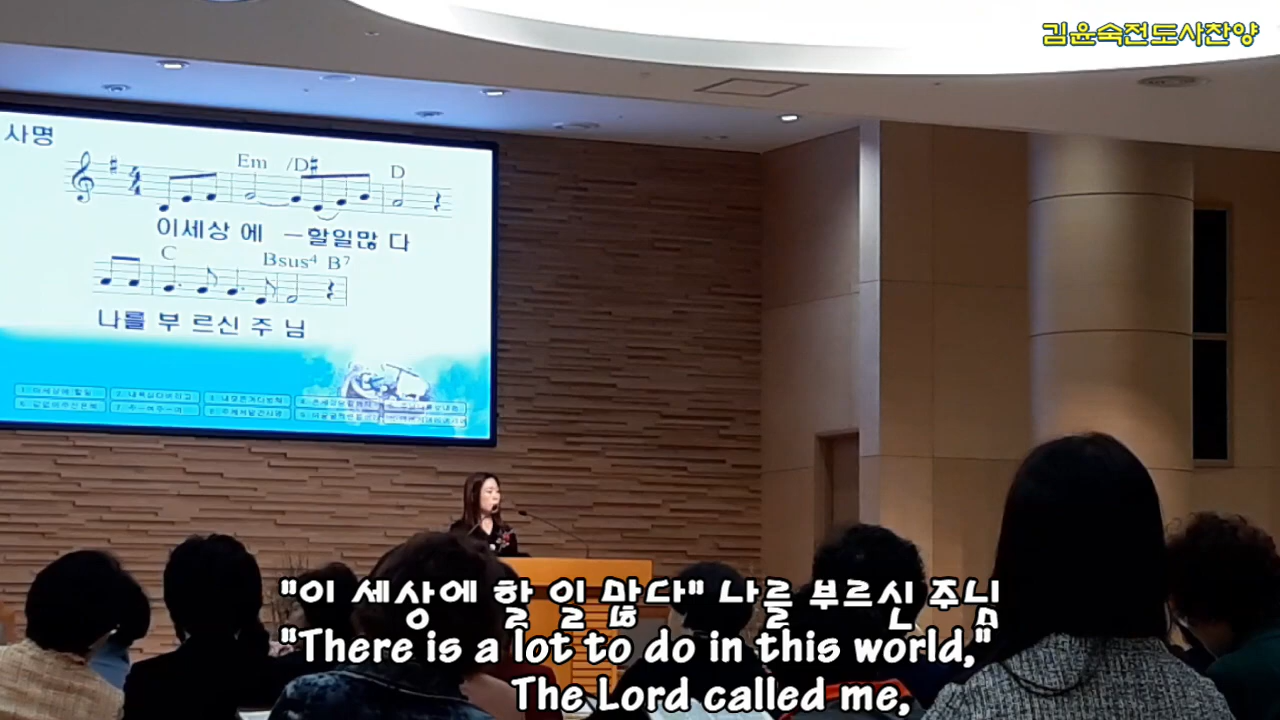 김윤숙전도사찬양
사명
Em /D♯ D
이세상 에 －할일많 다
C Bsus4 B7
나를 부 르신 주 님
"이 세상에 할 일 많다" 나를 부르신 주님
"There is a lot to do in this world,"
The Lord called me,